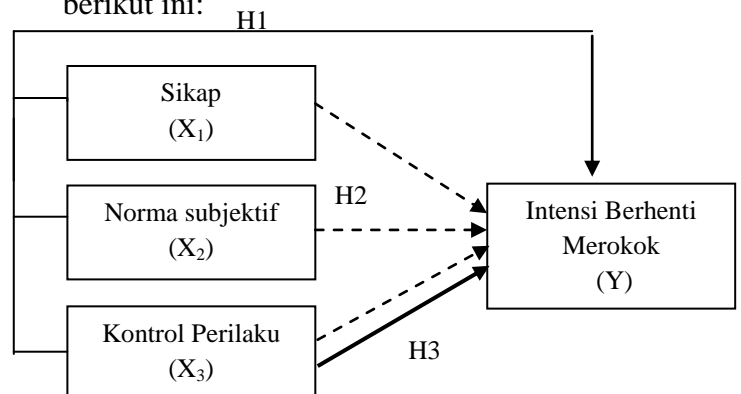 berikut ini:
H1
Sikap
(X₁)
Norma subjektif
(X₂)
H2
Intensi Berhenti
Merokok
(Y)
Kontrol Perilaku
(X₃)
H3